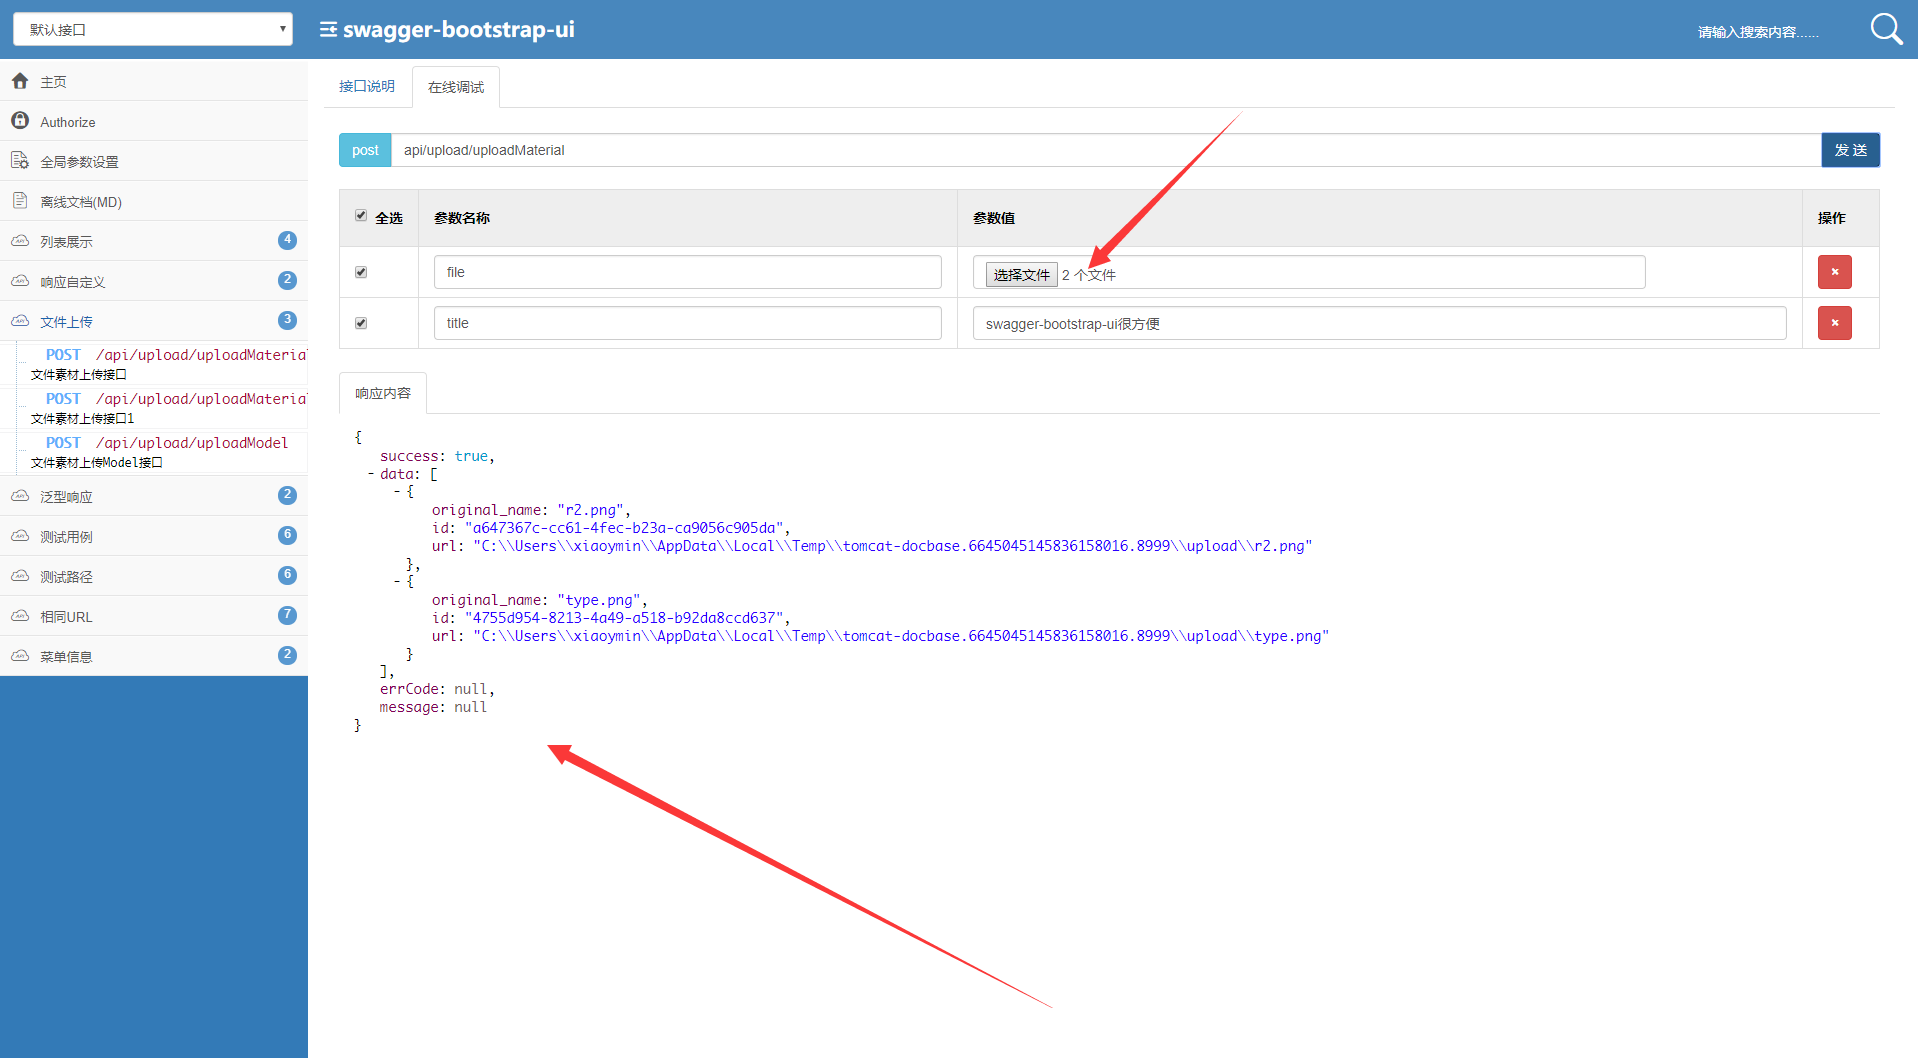 默认接口
swagger-bootstrap-ui
请输入搜索内容......
主页
Authorize
全局参数设置
离线文档(MD)
列表展示 4
响应自定义 2
文件上传 3
POST /api/upload/uploadMaterial
文件素材上传接口
POST /api/upload/uploadMaterial
文件素材上传接口1
POST /api/upload/uploadModel
文件素材上传Model接口
泛型响应 2
测试用例 6
测试路径 6
相同URL 7
菜单信息 2
接口说明 在线调试
post api/upload/uploadMaterial 发 送
全选 参数名称 参数值 操作
file 选择文件 2 个文件 ×
title swagger-bootstrap-ui很方便 ×
响应内容
{
success: true,
- data: [
- {
original_name: "r2.png",
id: "a647367c-cc61-4fec-b23a-ca9056c905da",
url: "C:\\Users\\xiaoymin\\AppData\\Local\\Temp\\tomcat-docbase.6645045145836158016.8999\\upload\\r2.png"
},
- {
original_name: "type.png",
id: "4755d954-8213-4a49-a518-b92da8ccd637",
url: "C:\\Users\\xiaoymin\\AppData\\Local\\Temp\\tomcat-docbase.6645045145836158016.8999\\upload\\type.png"
}
],
errCode: null,
message: null
}